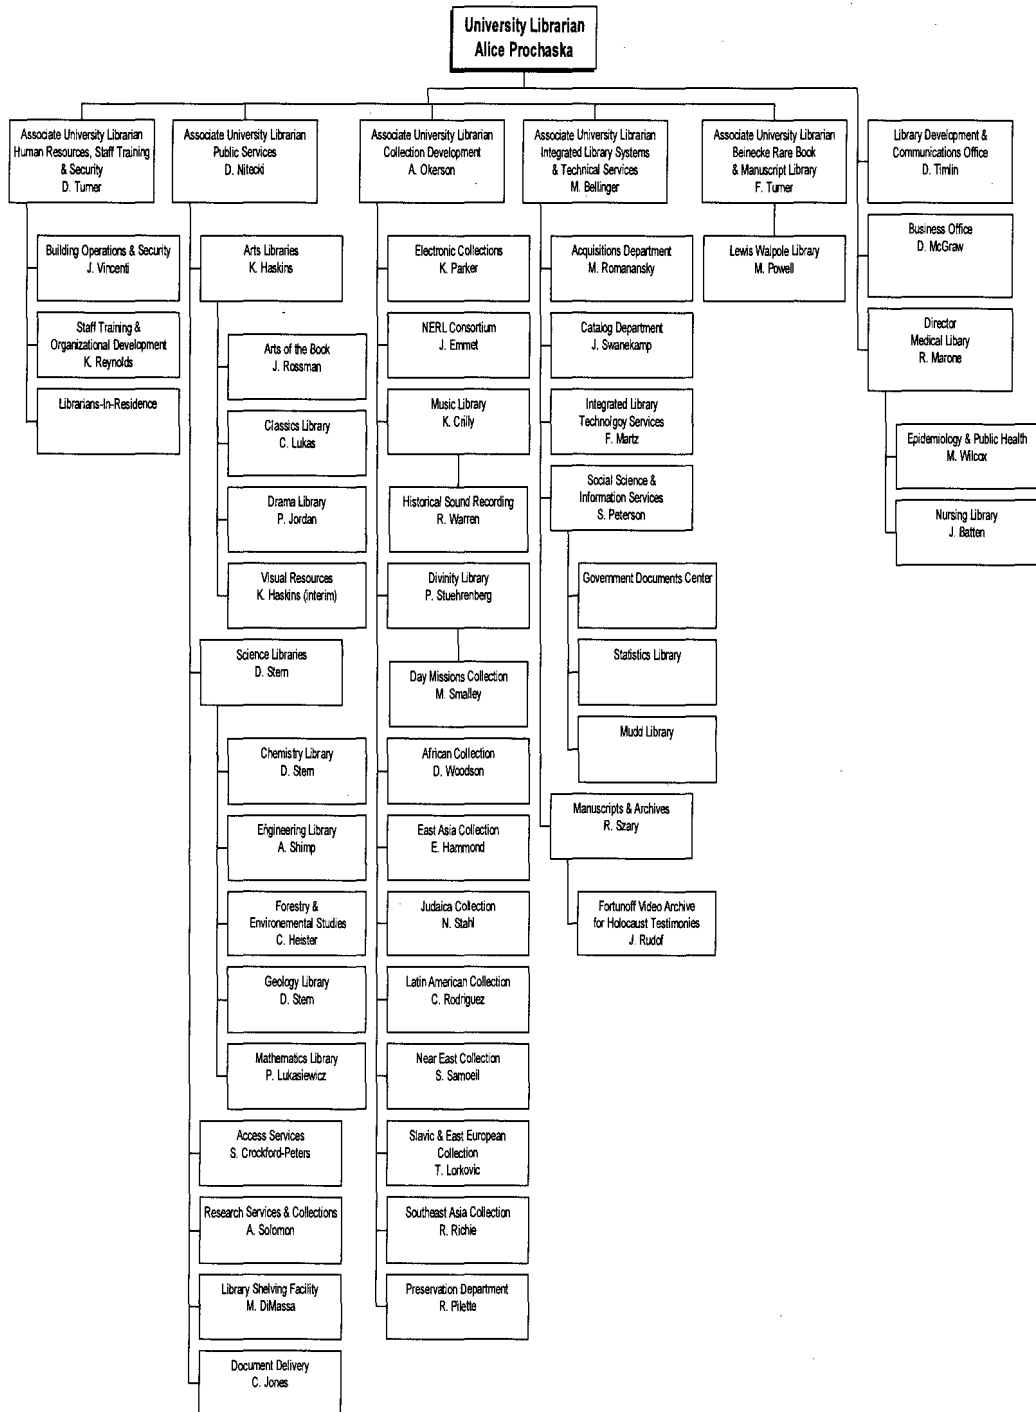 University Librarian
Alice Prochaska
Associate University Librarian
Human Resources, Staff Training
& Security
D. Turner
Building Operations & Security
J. Vincenti
Staff Training &
Organizational Development
K. Reynolds
Librarians-In-Residence
Associate University Librarian
Public Services
D. Nitecki
Arts Libraries
K. Haskins
Arts of the Book
J. Rossman
Classics Library
C. Lukas
Drama Library
P. Jordan
Visual Resources
K. Haskins (interim)
Science Libraries
D. Stern
Chemistry Library
D. Stern
Engineering Library
A. Shimp
Forestry &
Environemental Studies
C. Heister
Geology Library
D. Stern
Mathematics Library
P. Lukasiewicz
Access Services
S. Crockford-Peters
Research Services & Collections
A. Solomon
Library Shelving Facility
M. DiMassa
Document Delivery
C. Jones
Associate University Librarian
Collection Development
A. Okerson
Electronic Collections
K. Parker
NERL Consortium
J. Emmet
Music Library
K. Crilly
Historical Sound Recording
R. Warren
Divinity Library
P. Stuehrenberg
Day Missions Collection
M. Smalley
African Collection
D. Woodson
East Asia Collection
E. Hammond
Judaica Collection
N. Stahl
Latin American Collection
C. Rodriguez
Near East Collection
S. Samoeil
Slavic & East European
Collection
T. Lorkovic
Southeast Asia Collection
R. Richie
Preservation Department
R. Pilette
Associate University Librarian
Integrated Library Systems
& Technical Services
M. Bellinger
Acquisitions Department
M. Romanansky
Catalog Department
J. Swanekamp
Integrated Library
Technolgoy Services
F. Martz
Social Science &
Information Services
S. Peterson
Government Documents Center
Statistics Library
Mudd Library
Manuscripts & Archives
R. Szary
Fortunoff Video Archive
for Holocaust Testimonies
J. Rudof
Associate University Librarian
Beinecke Rare Book
& Manuscript Library
F. Turner
Lewis Walpole Library
M. Powell
Library Development &
Communications Office
D. Timlin
Business Office
D. McGraw
Director
Medical Libary
R. Marone
Epidemiology & Public Health
M. Wilcox
Nursing Library
J. Batten